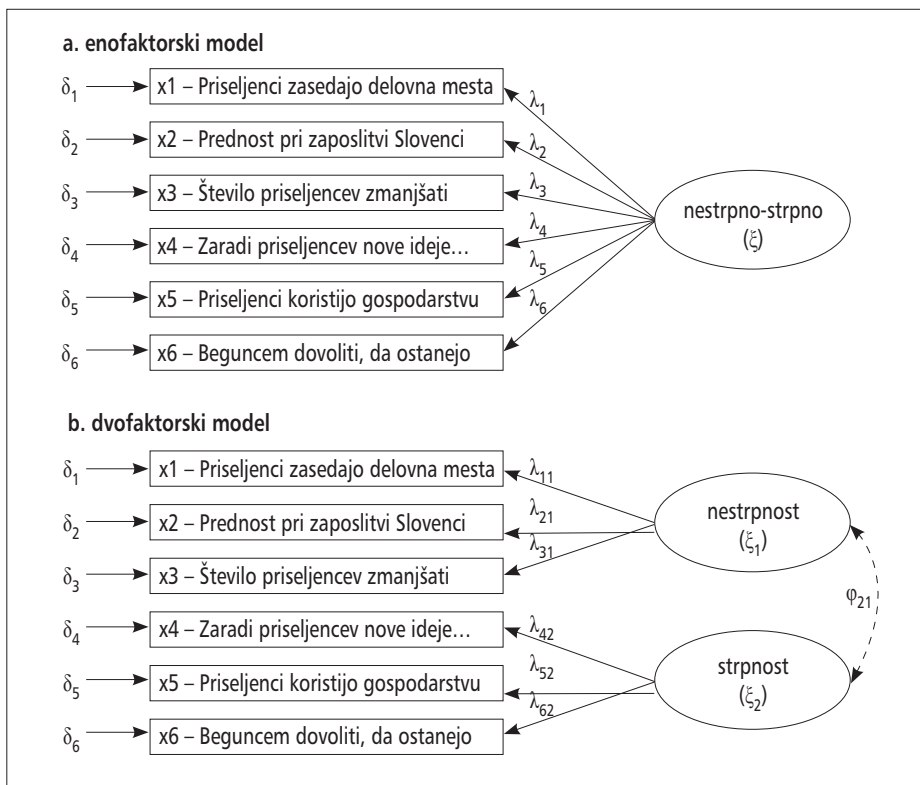 a. enofaktorski model
δ1 x1 – Priseljenci zasedajo delovna mesta λ1
δ2 x2 – Prednost pri zaposlitvi Slovenci λ2
δ3 x3 – Število priseljencev zmanjšati λ3
nestrpno-strpno
(ξ)
δ4 x4 – Zaradi priseljencev nove ideje… λ4
δ5 x5 – Priseljenci koristijo gospodarstvu λ5
δ6 x6 – Beguncem dovoliti, da ostanejo λ6
b. dvofaktorski model
δ1 x1 – Priseljenci zasedajo delovna mesta λ11
δ2 x2 – Prednost pri zaposlitvi Slovenci λ21
nestrpnost
(ξ1)
δ3 x3 – Število priseljencev zmanjšati λ31
φ21
δ4 x4 – Zaradi priseljencev nove ideje… λ42
δ5 x5 – Priseljenci koristijo gospodarstvu λ52
strpnost
(ξ2)
δ6 x6 – Beguncem dovoliti, da ostanejo λ62